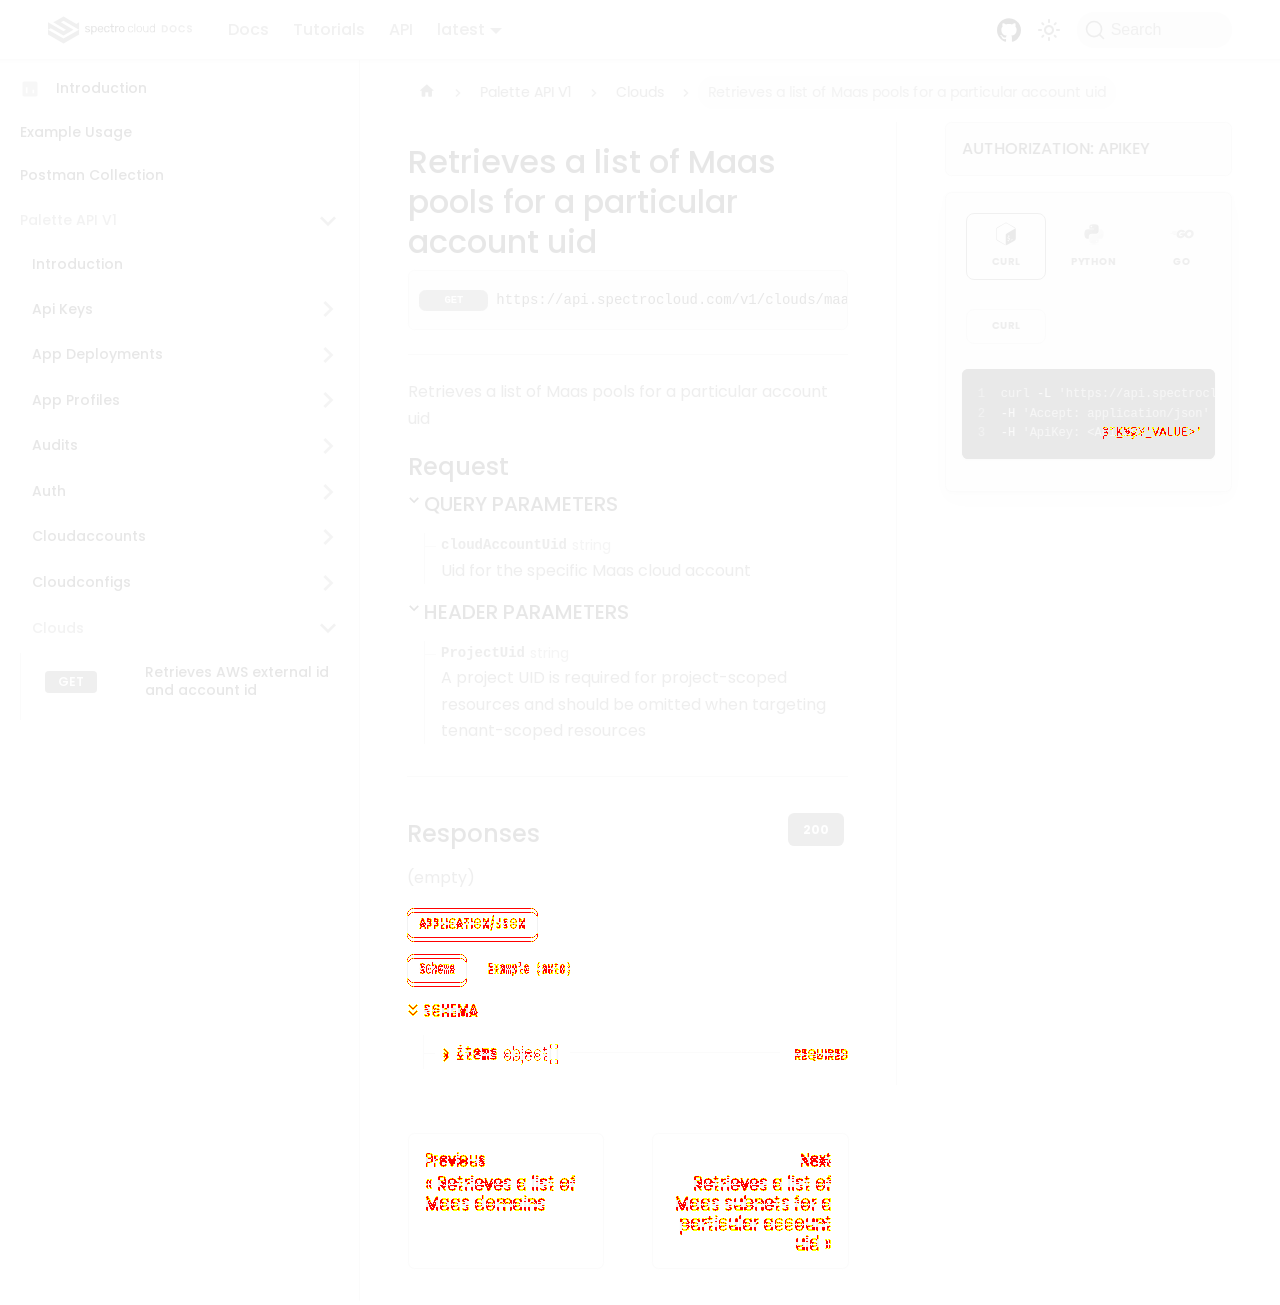 spectro cloud DOCS Docs Tutorials API latest Search
Introduction
Example Usage
Postman Collection
Palette API V1
Introduction
Api Keys
App Deployments
App Profiles
Audits
Auth
Cloudaccounts
Cloudconfigs
Clouds
GET Retrieves AWS external id
and account id
Palette API V1 Clouds Retrieves a list of Maas pools for a particular account uid
Retrieves a list of Maas
pools for a particular
account uid
GET https://api.spectrocloud.com/v1/clouds/maa
Retrieves a list of Maas pools for a particular account
uid
Request
QUERY PARAMETERS
cloudAccountUid string
Uid for the specific Maas cloud account
HEADER PARAMETERS
ProjectUid string
A project UID is required for project-scoped
resources and should be omitted when targeting
tenant-scoped resources
Responses 200
(empty)
APPLICATION/JSON
Schema Example (auto)
SCHEMA
items object[] REQUIRED
Previous
« Retrieves a list of
Maas domains
Next
Retrieves a list of
Maas subnets for a
particular account
uid »
AUTHORIZATION: APIKEY
CURL PYTHON GO
CURL
1 curl -L 'https://api.spectrocl
2 -H 'Accept: application/json'
3 -H 'ApiKey: <API_KEY_VALUE>'